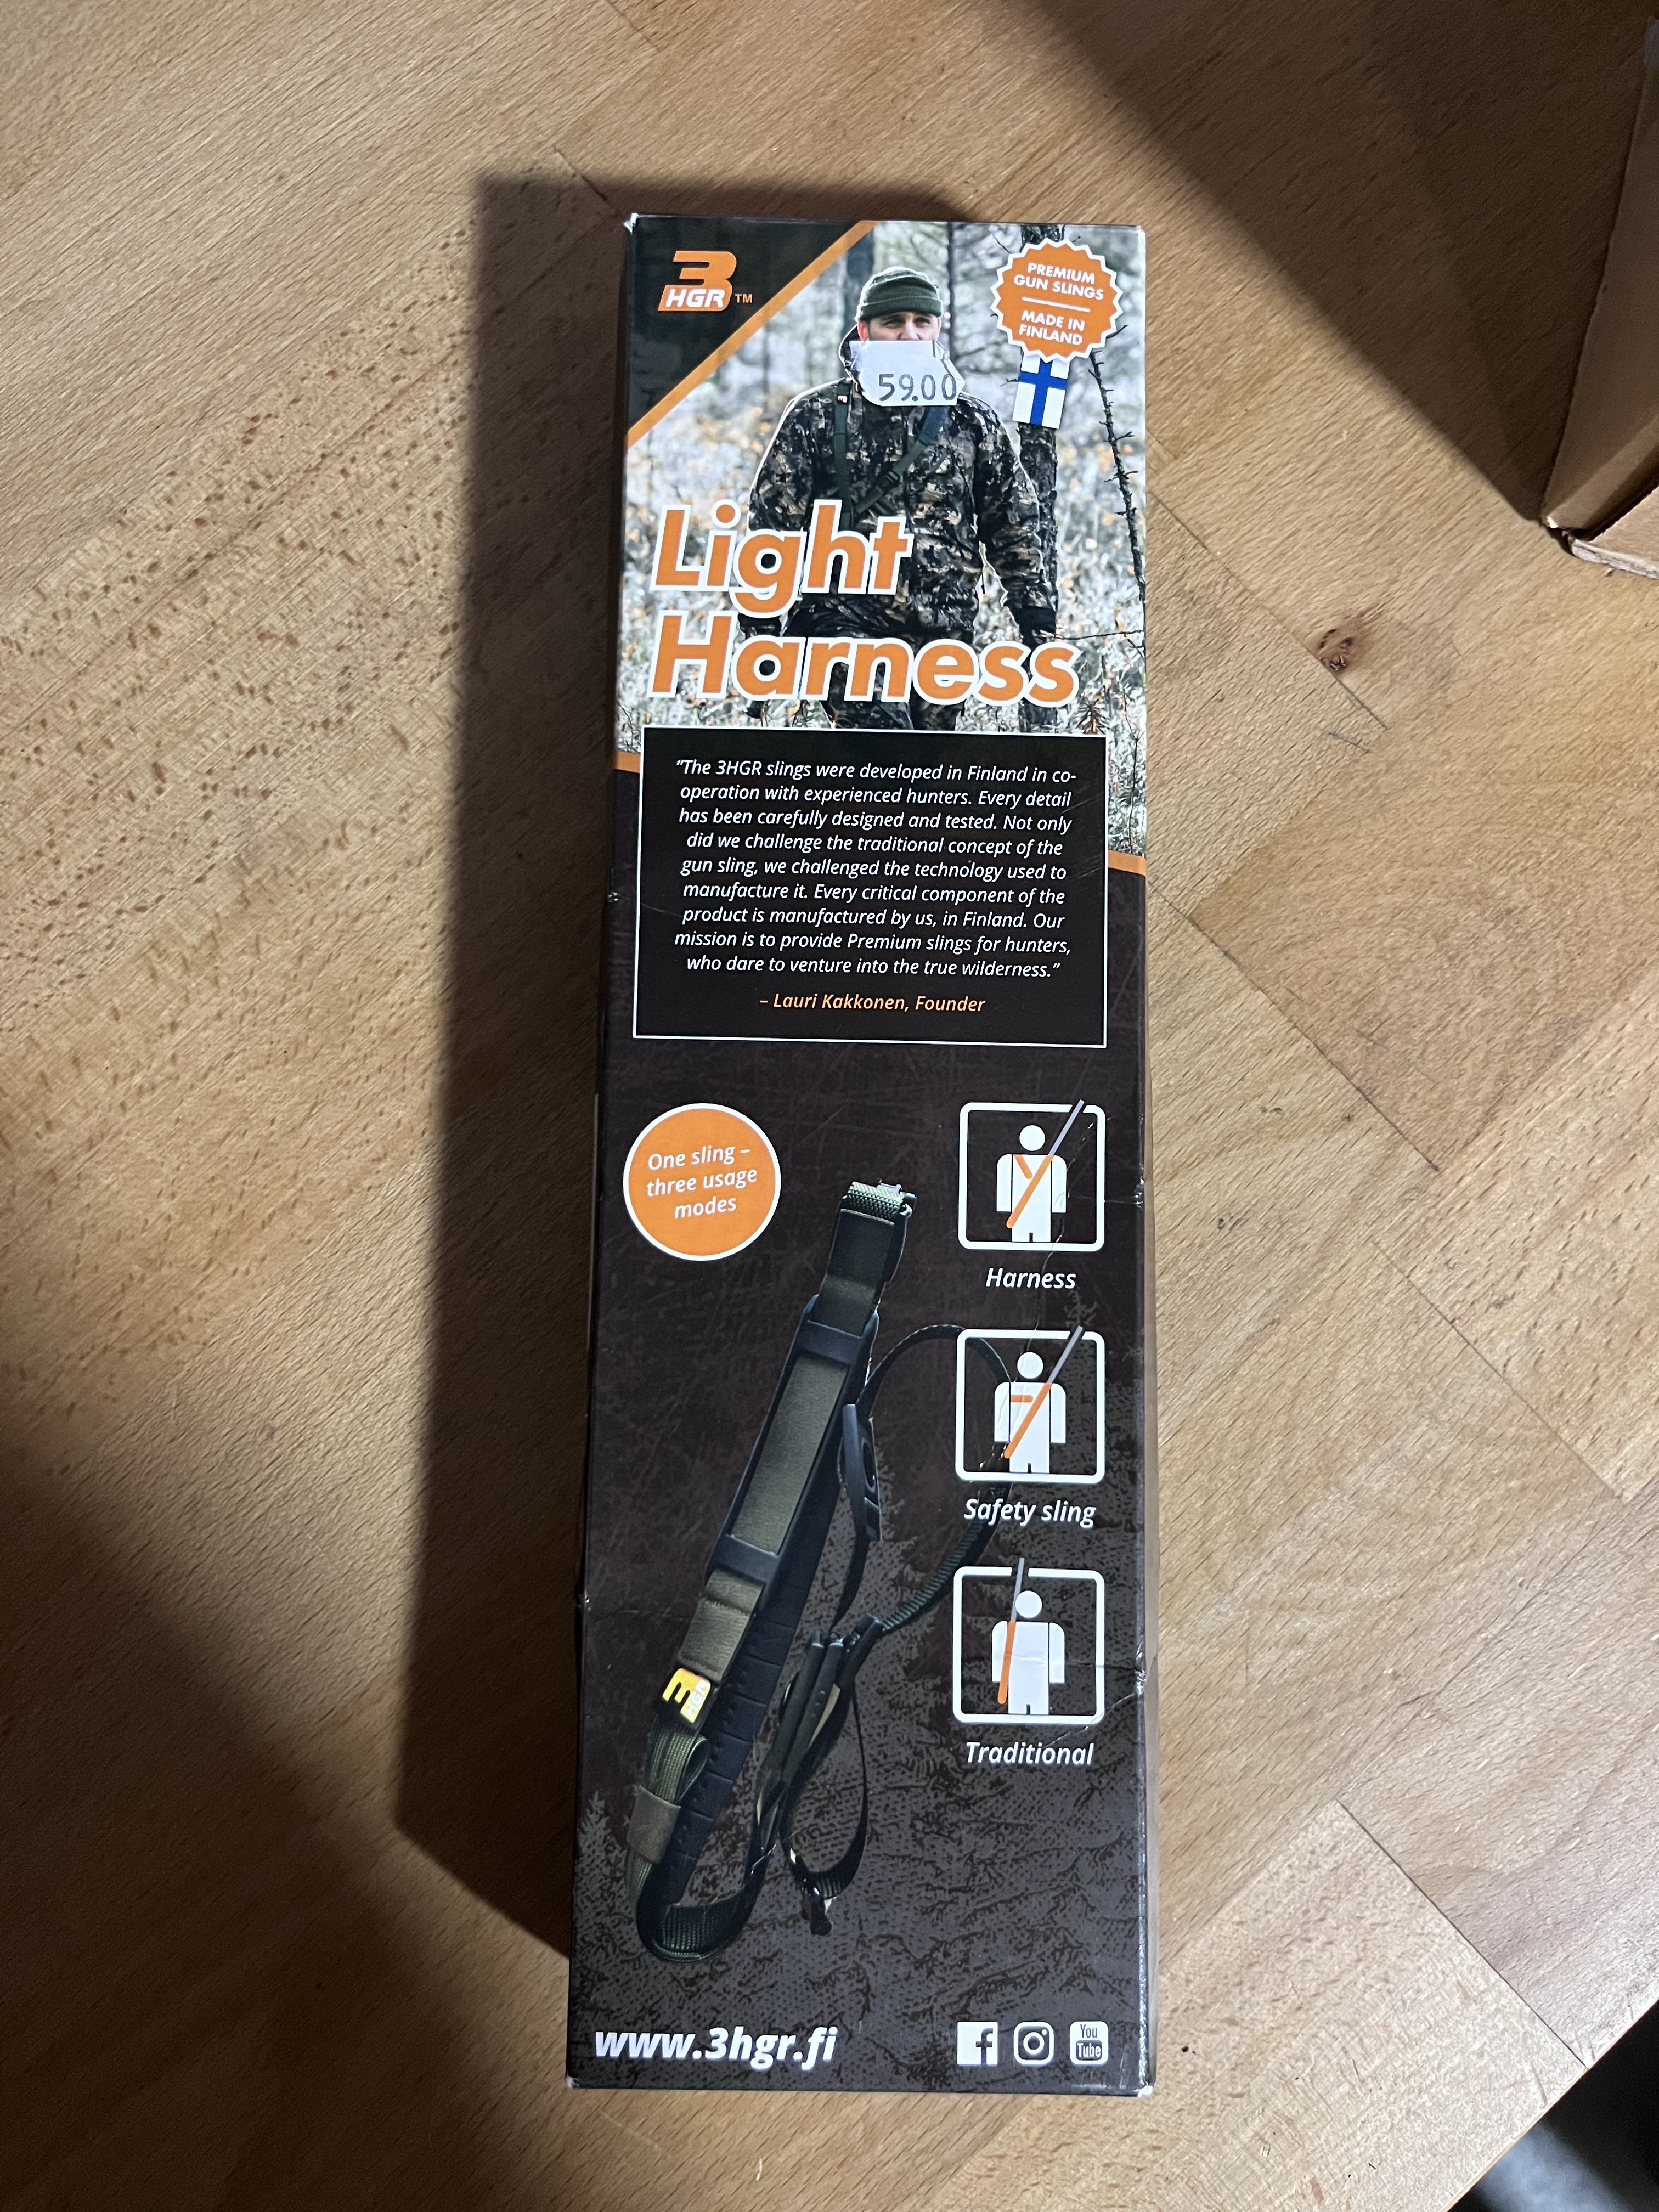 3
HGR™
PREMIUM
GUN SLINGS
MADE IN
FINLAND
59.00
Light
Harness
"The 3HGR slings were developed in Finland in co-
operation with experienced hunters. Every detail
has been carefully designed and tested. Not only
did we challenge the traditional concept of the
gun sling, we challenged the technology used to
manufacture it. Every critical component of the
product is manufactured by us, in Finland. Our
mission is to provide Premium slings for hunters,
who dare to venture into the true wilderness."
– Lauri Kakkonen, Founder
One sling –
three usage
modes
Harness
Safety sling
Traditional
3
HGR
www.3hgr.fi
f
You
Tube